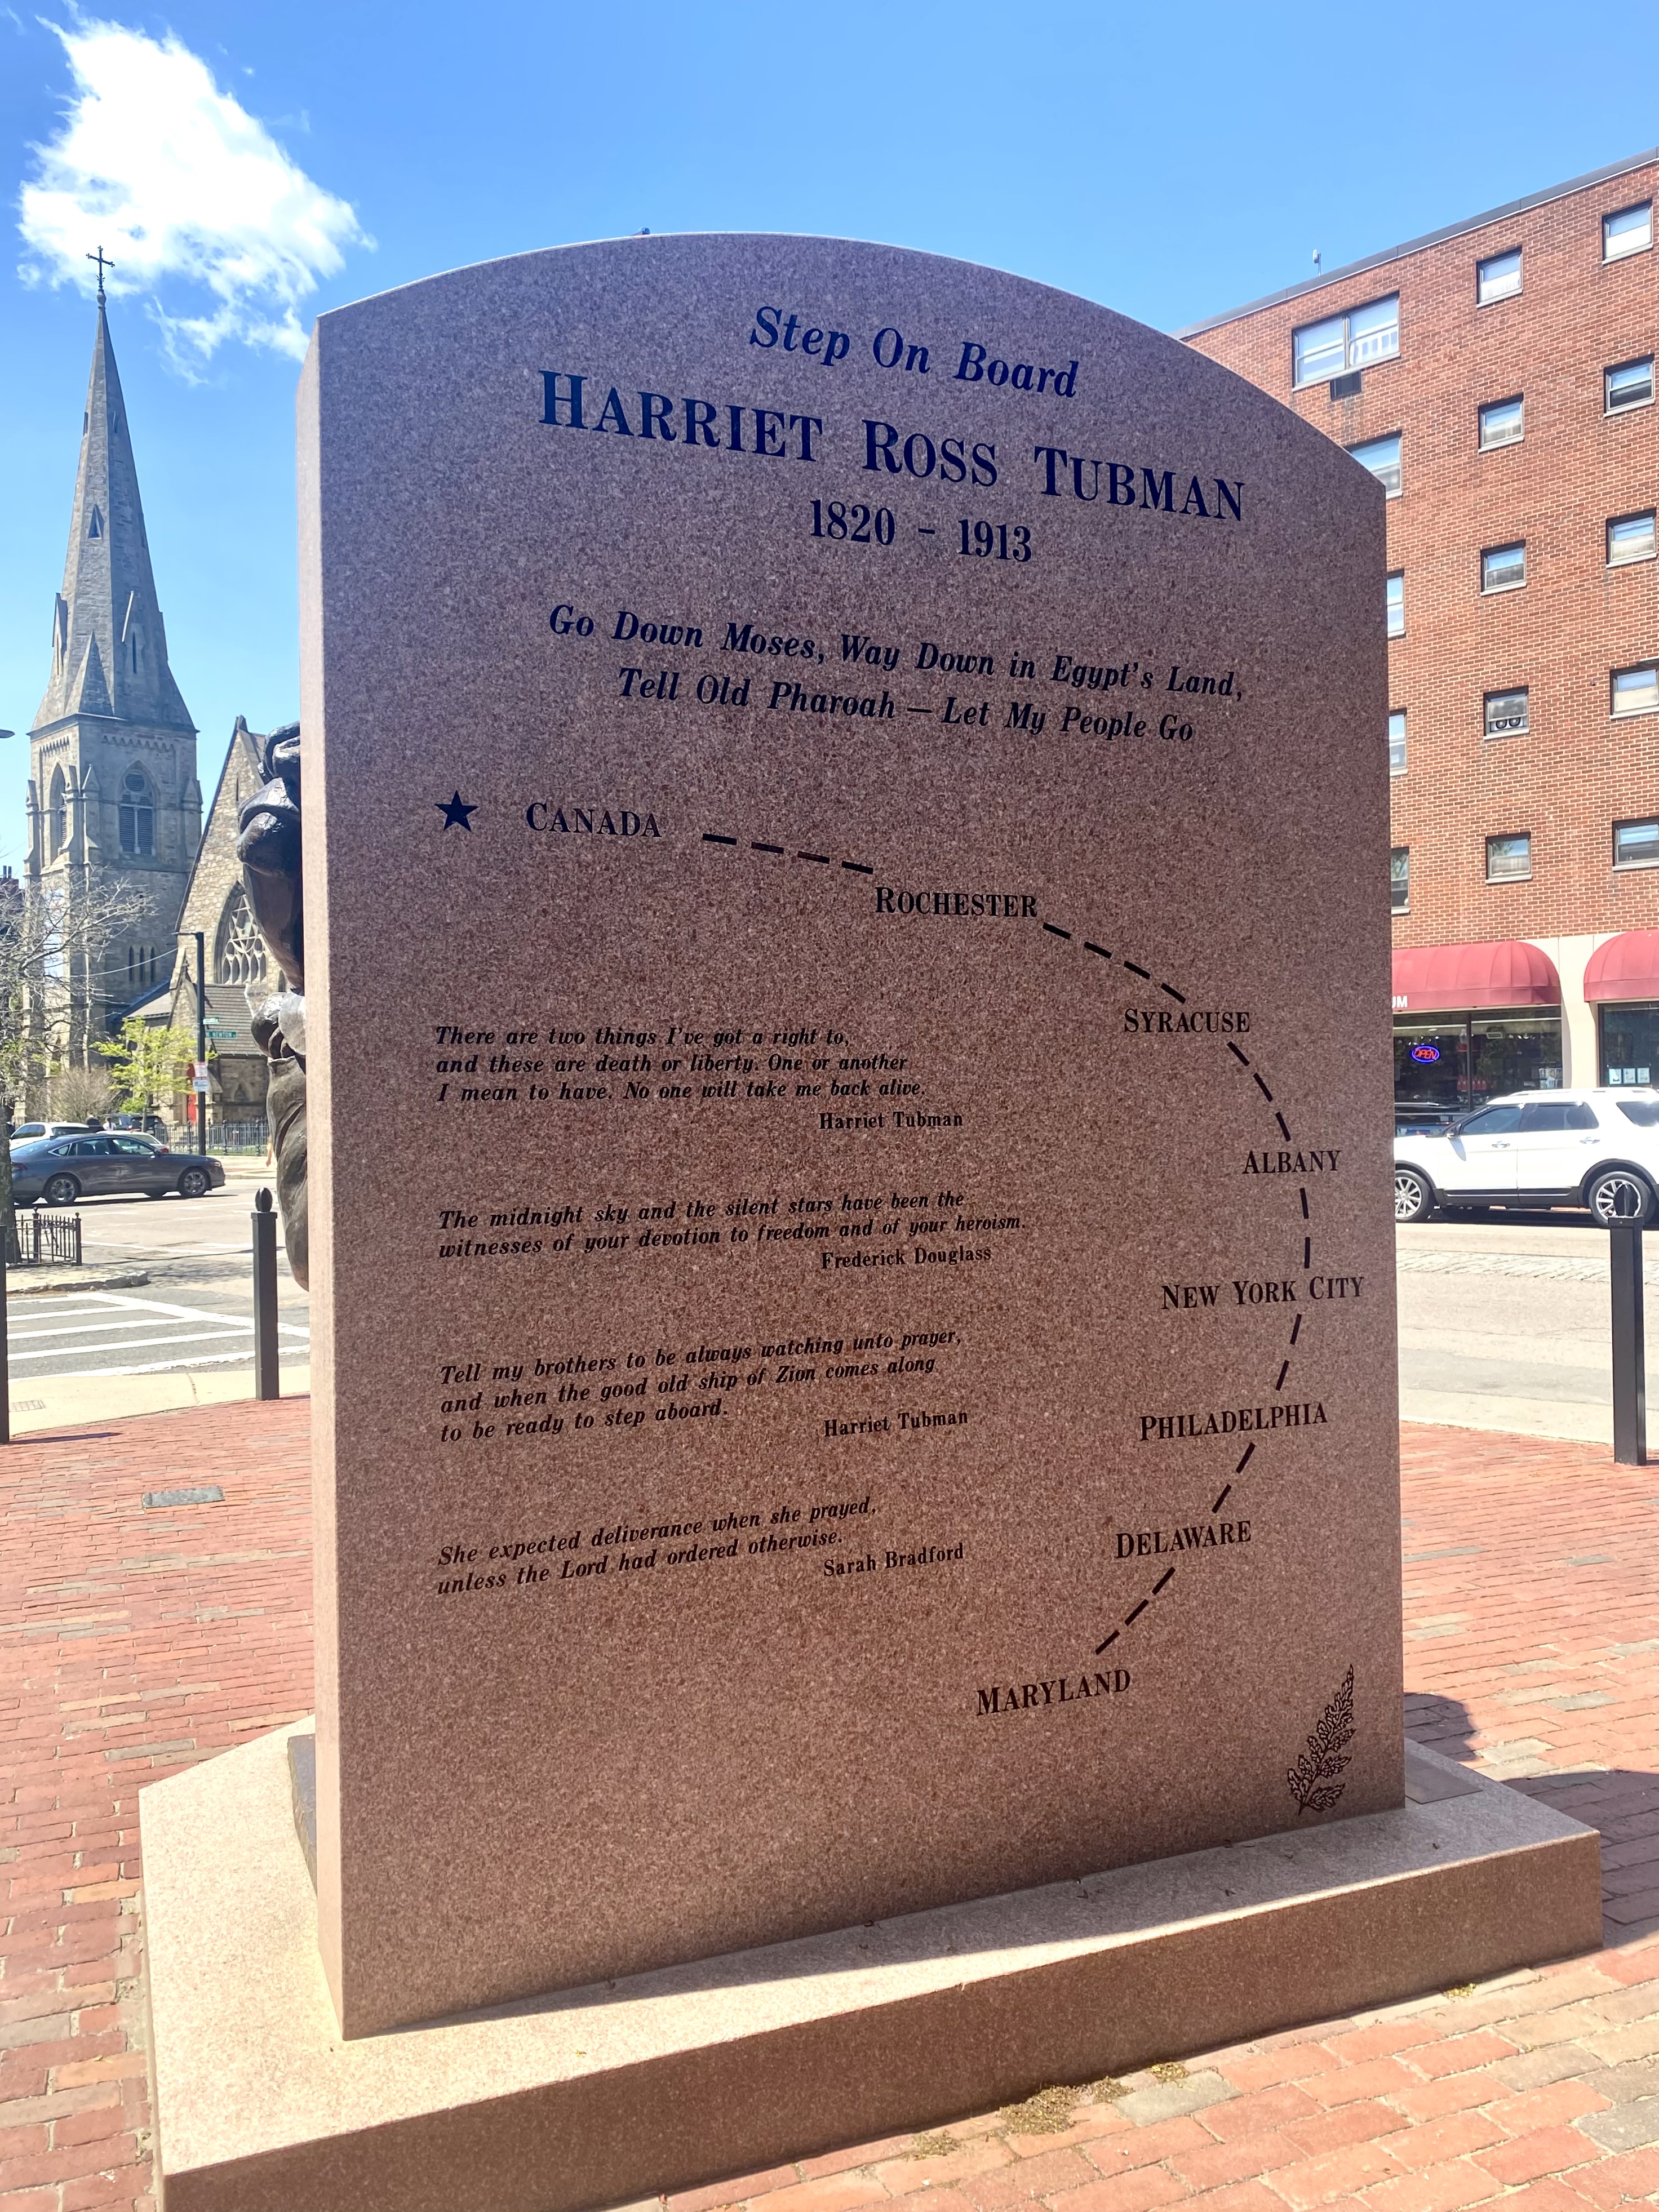 Step On Board
HARRIET ROSS TUBMAN
1820 - 1913
Go Down Moses, Way Down in Egypt's Land,
Tell Old Pharoah — Let My People Go
CANADA
ROCHESTER
SYRACUSE
ALBANY
NEW YORK CITY
PHILADELPHIA
DELAWARE
MARYLAND
There are two things I've got a right to,
and these are death or liberty. One or another
I mean to have. No one will take me back alive.
Harriet Tubman
The midnight sky and the silent stars have been the
witnesses of your devotion to freedom and of your heroism.
Frederick Douglass
Tell my brothers to be always watching unto prayer,
and when the good old ship of Zion comes along
to be ready to step aboard.
Harriet Tubman
She expected deliverance when she prayed,
unless the Lord had ordered otherwise.
Sarah Bradford
OPEN